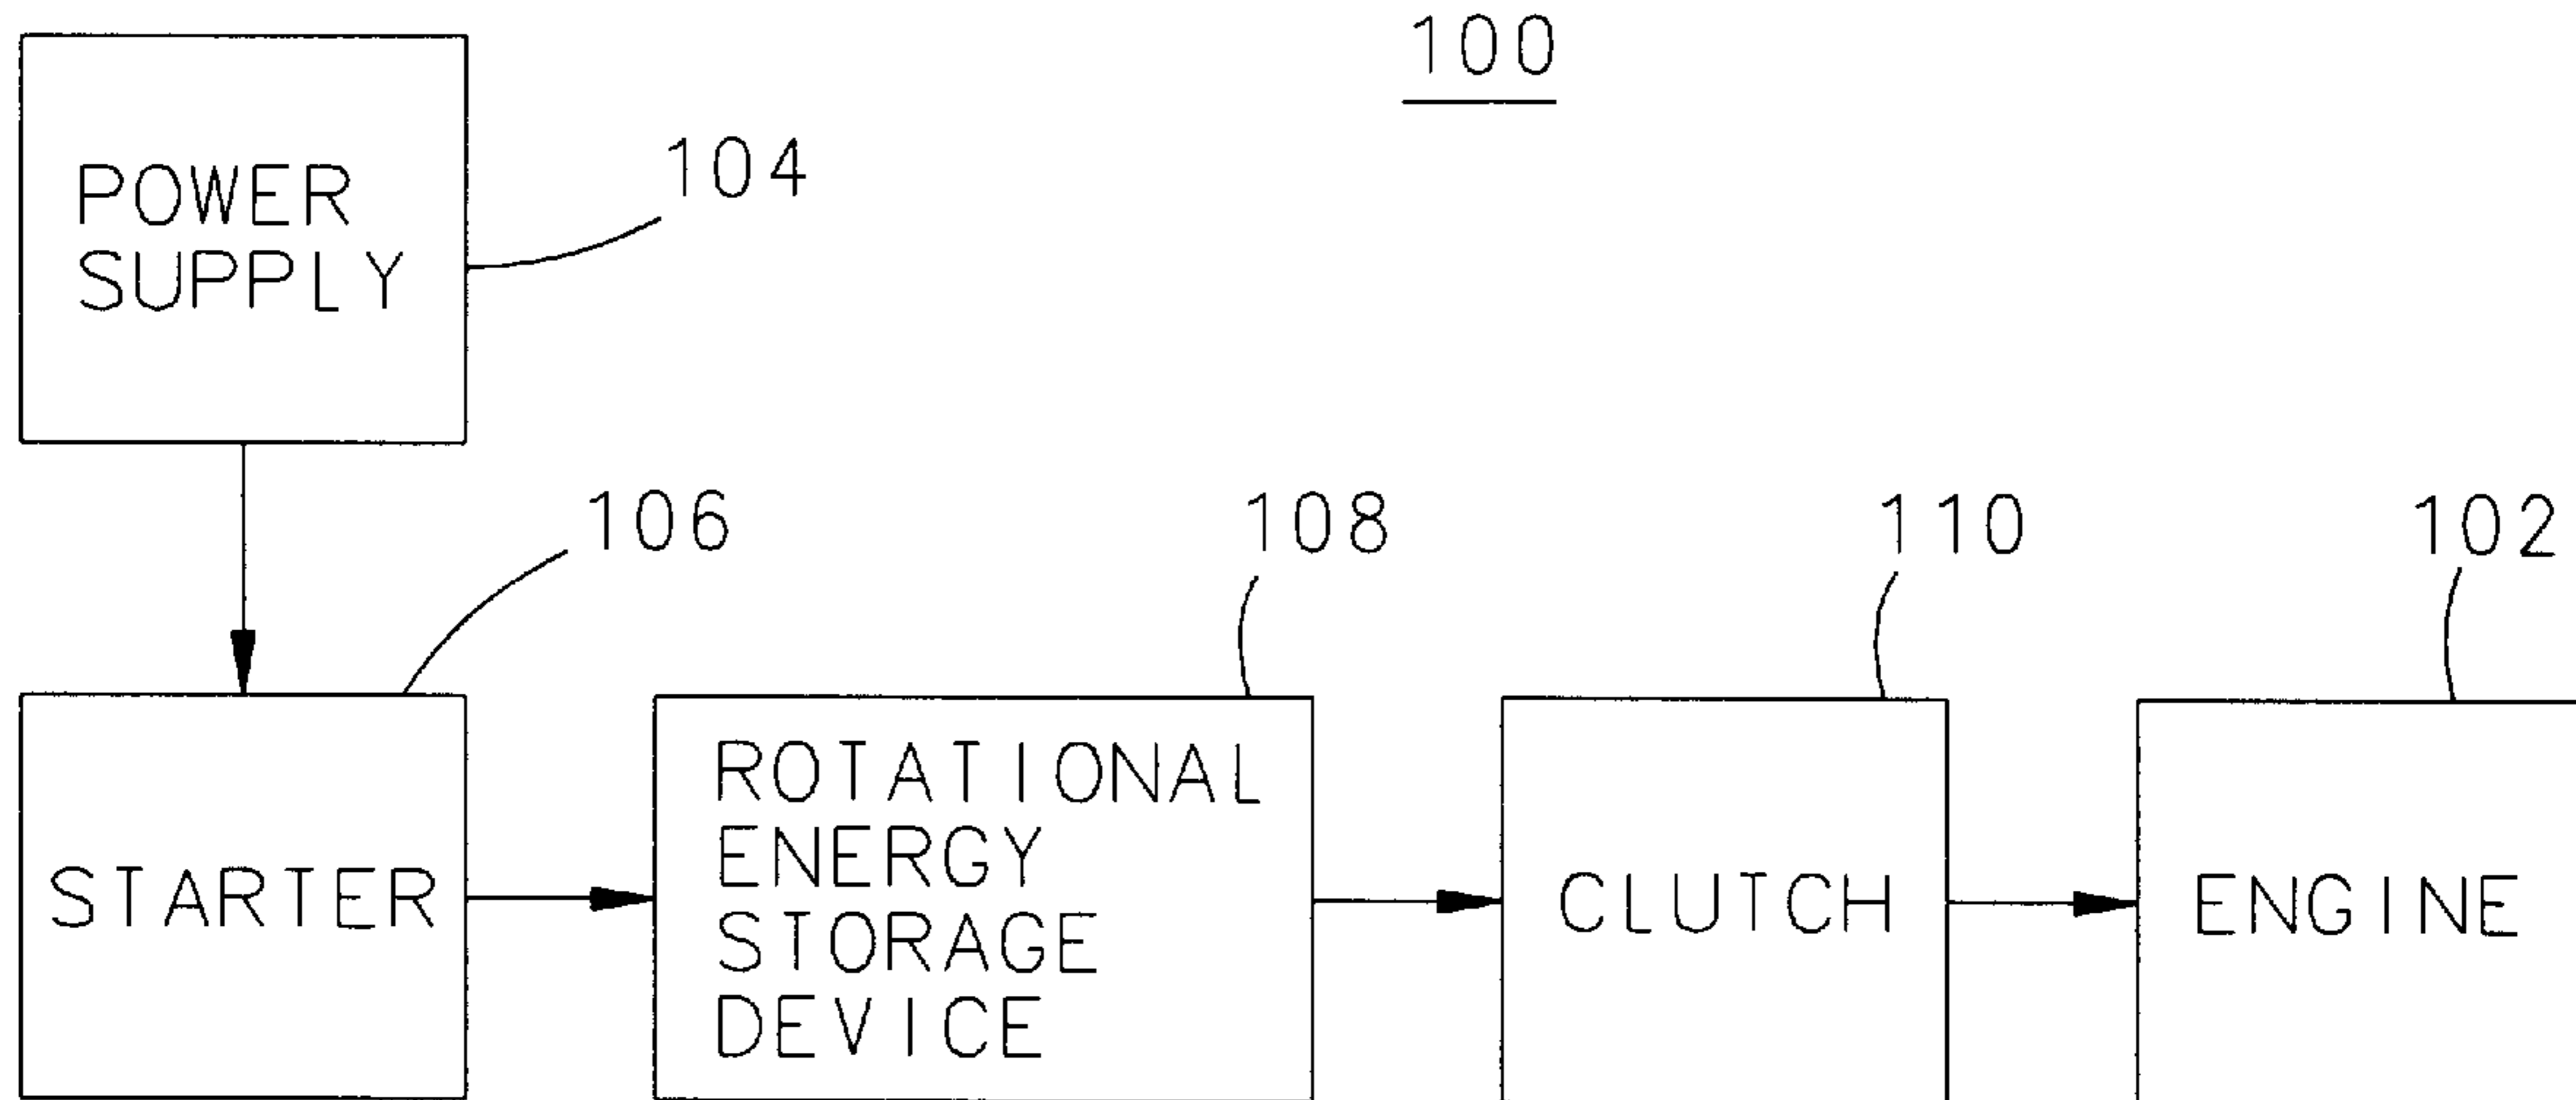 100
POWER
SUPPLY
104
106
108
110
102
STARTER
ROTATIONAL
ENERGY
STORAGE
DEVICE
CLUTCH
ENGINE